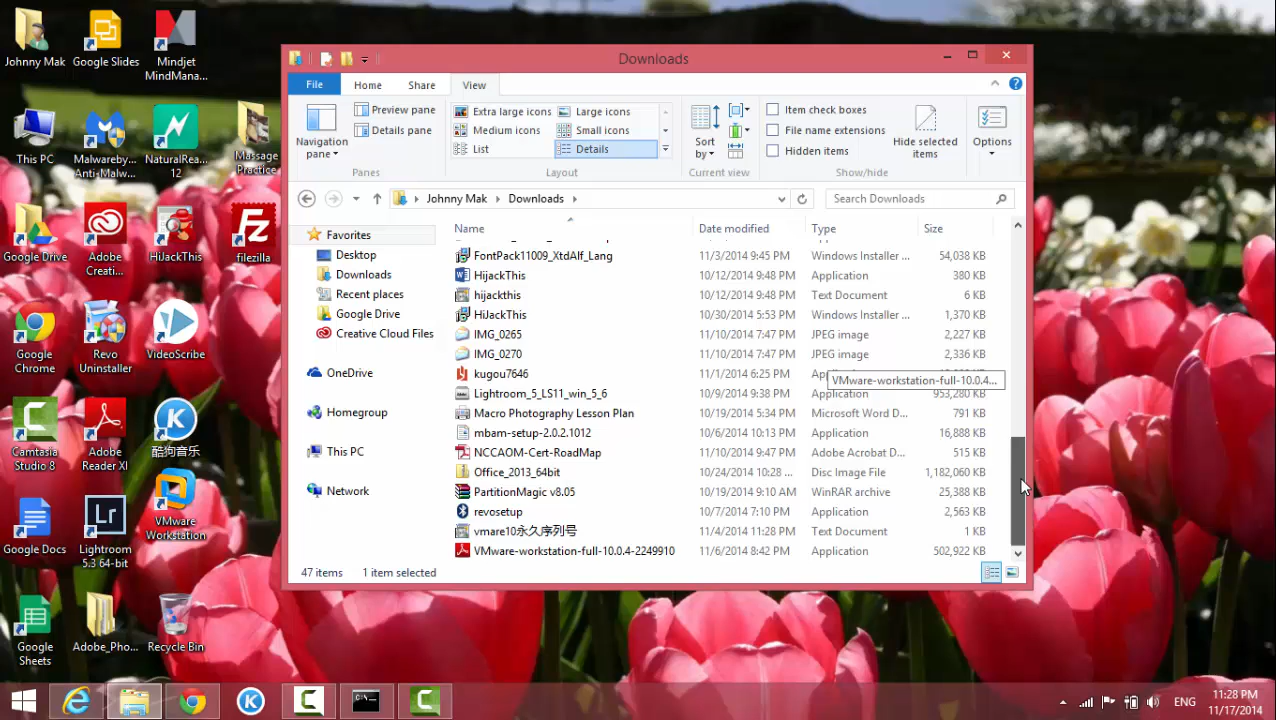 Johnny Mak
Google Slides
Mindjet
MindMana...
This PC
Malwareby...
Anti-Malw...
NaturalRea...
12
Massage
Practice
Google Drive
Adobe
Creati...
HiJackThis
filezilla
Google
Chrome
Revo
Uninstaller
VideoScribe
Camtasia
Studio 8
Adobe
Reader XI
酷狗音乐
Google Docs
Lightroom
5.3 64-bit
VMware
Workstation
Google
Sheets
Adobe_Pho...
Recycle Bin
Downloads
File Home Share View
Navigation
pane
Preview pane
Details pane
Panes
Extra large icons Large icons
Medium icons Small icons
List Details
Layout
Sort
by
Current view
Item check boxes
File name extensions
Hidden items
Hide selected
items
Show/hide
Options
Johnny Mak Downloads
Search Downloads
Favorites
Desktop
Downloads
Recent places
Google Drive
Creative Cloud Files
OneDrive
Homegroup
This PC
Network
Name Date modified Type Size
FontPack11009_XtdAlf_Lang 11/3/2014 9:45 PM Windows Installer ... 54,038 KB
HijackThis 10/12/2014 9:48 PM Application 380 KB
hijackthis 10/12/2014 9:48 PM Text Document 6 KB
HiJackThis 10/30/2014 5:53 PM Windows Installer ... 1,370 KB
IMG_0265 11/10/2014 7:47 PM JPEG image 2,227 KB
IMG_0270 11/10/2014 7:47 PM JPEG image 2,336 KB
kugou7646 11/1/2014 6:25 PM
VMware-workstation-full-10.0.4...
Lightroom_5_LS11_win_5_6 10/9/2014 9:38 PM Application 953,280 KB
Macro Photography Lesson Plan 10/19/2014 5:34 PM Microsoft Word D... 791 KB
mbam-setup-2.0.2.1012 10/6/2014 10:13 PM Application 16,888 KB
NCCAOM-Cert-RoadMap 11/10/2014 9:47 PM Adobe Acrobat D... 515 KB
Office_2013_64bit 10/24/2014 10:28 ... Disc Image File 1,182,060 KB
PartitionMagic v8.05 10/19/2014 9:10 AM WinRAR archive 25,388 KB
revosetup 10/7/2014 7:10 PM Application 2,563 KB
vmare10永久序列号 11/4/2014 11:28 PM Text Document 1 KB
VMware-workstation-full-10.0.4-2249910 11/6/2014 8:42 PM Application 502,922 KB
47 items 1 item selected
ENG
11:28 PM
11/17/2014